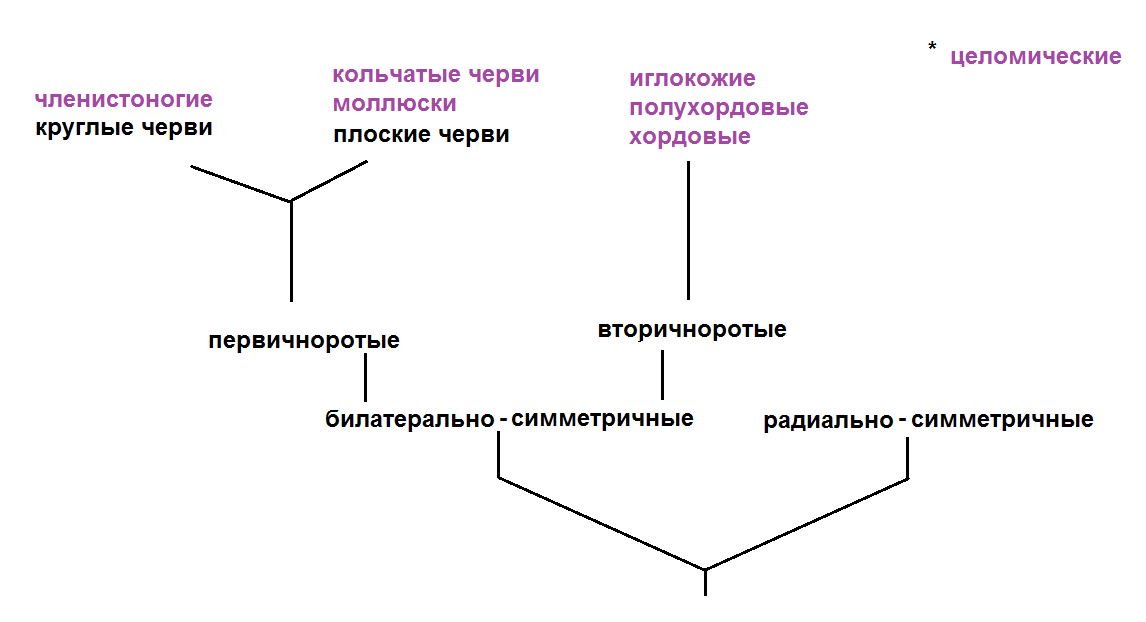 * целомические
членистоногие
круглые черви
кольчатые черви
моллюски
плоские черви
иглокожие
полухордовые
хордовые
первичноротые
вторичноротые
билатерально - симметричные
радиально - симметричные